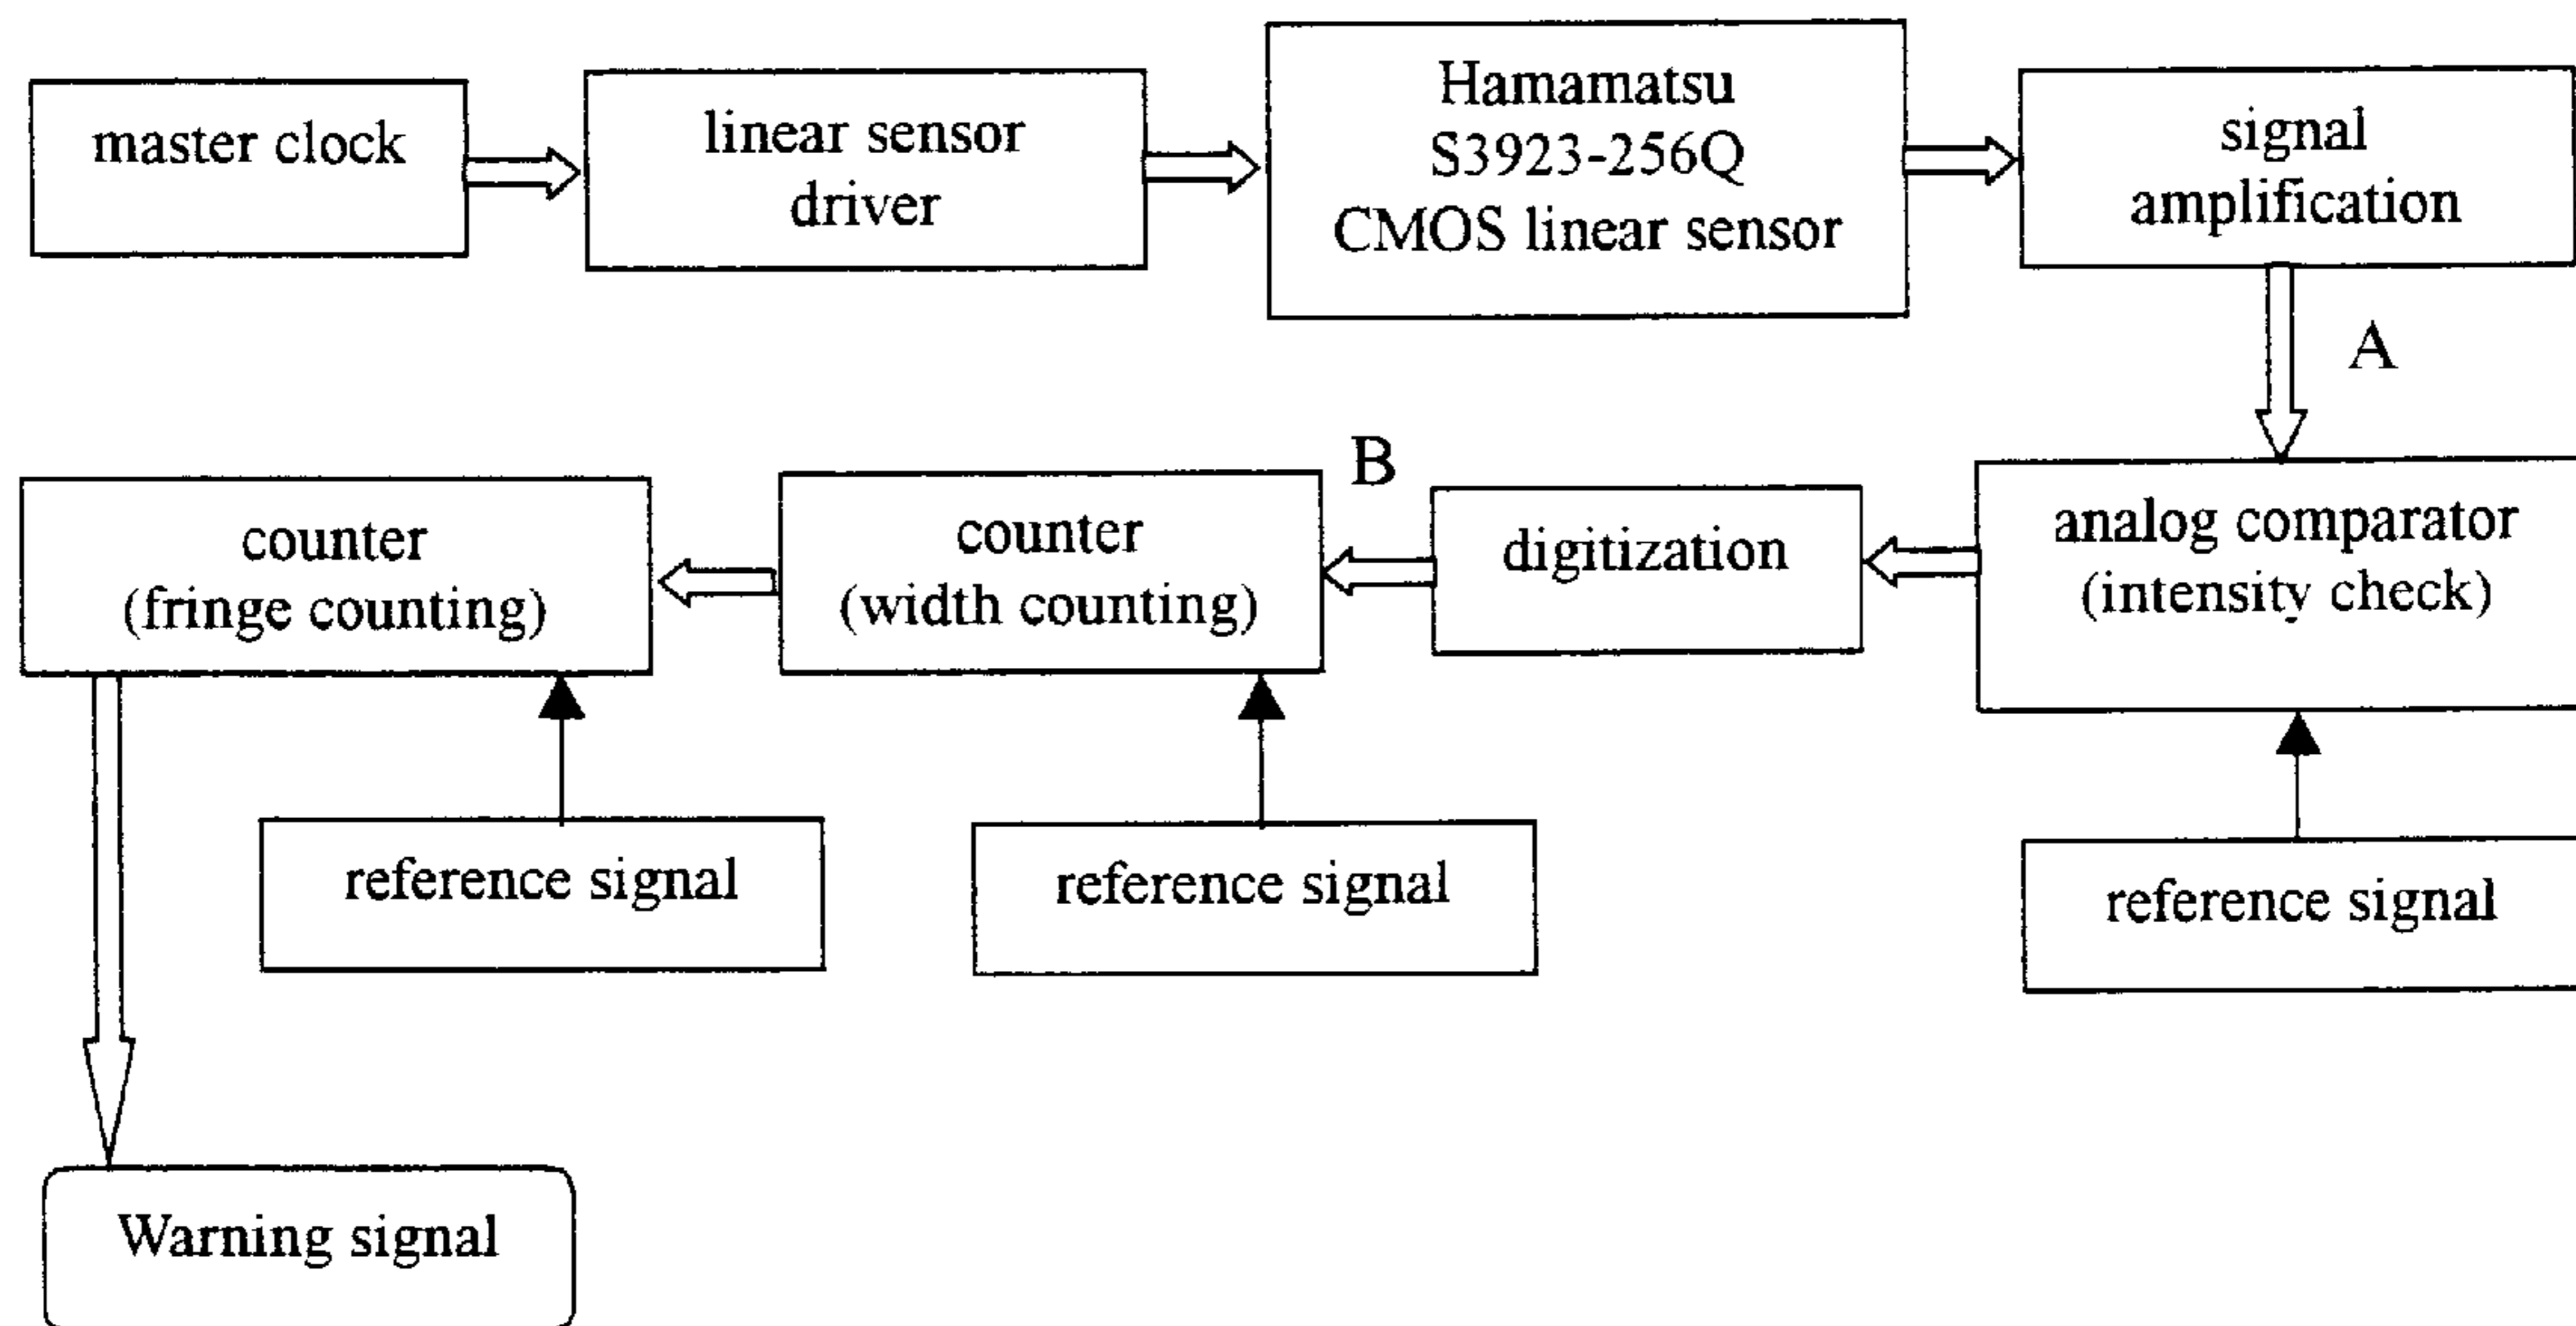 master clock
linear sensor
driver
Hamamatsu
S3923-256Q
CMOS linear sensor
signal
amplification
A
B
counter
(fringe counting)
counter
(width counting)
digitization
analog comparator
(intensity check)
reference signal
reference signal
reference signal
Warning signal